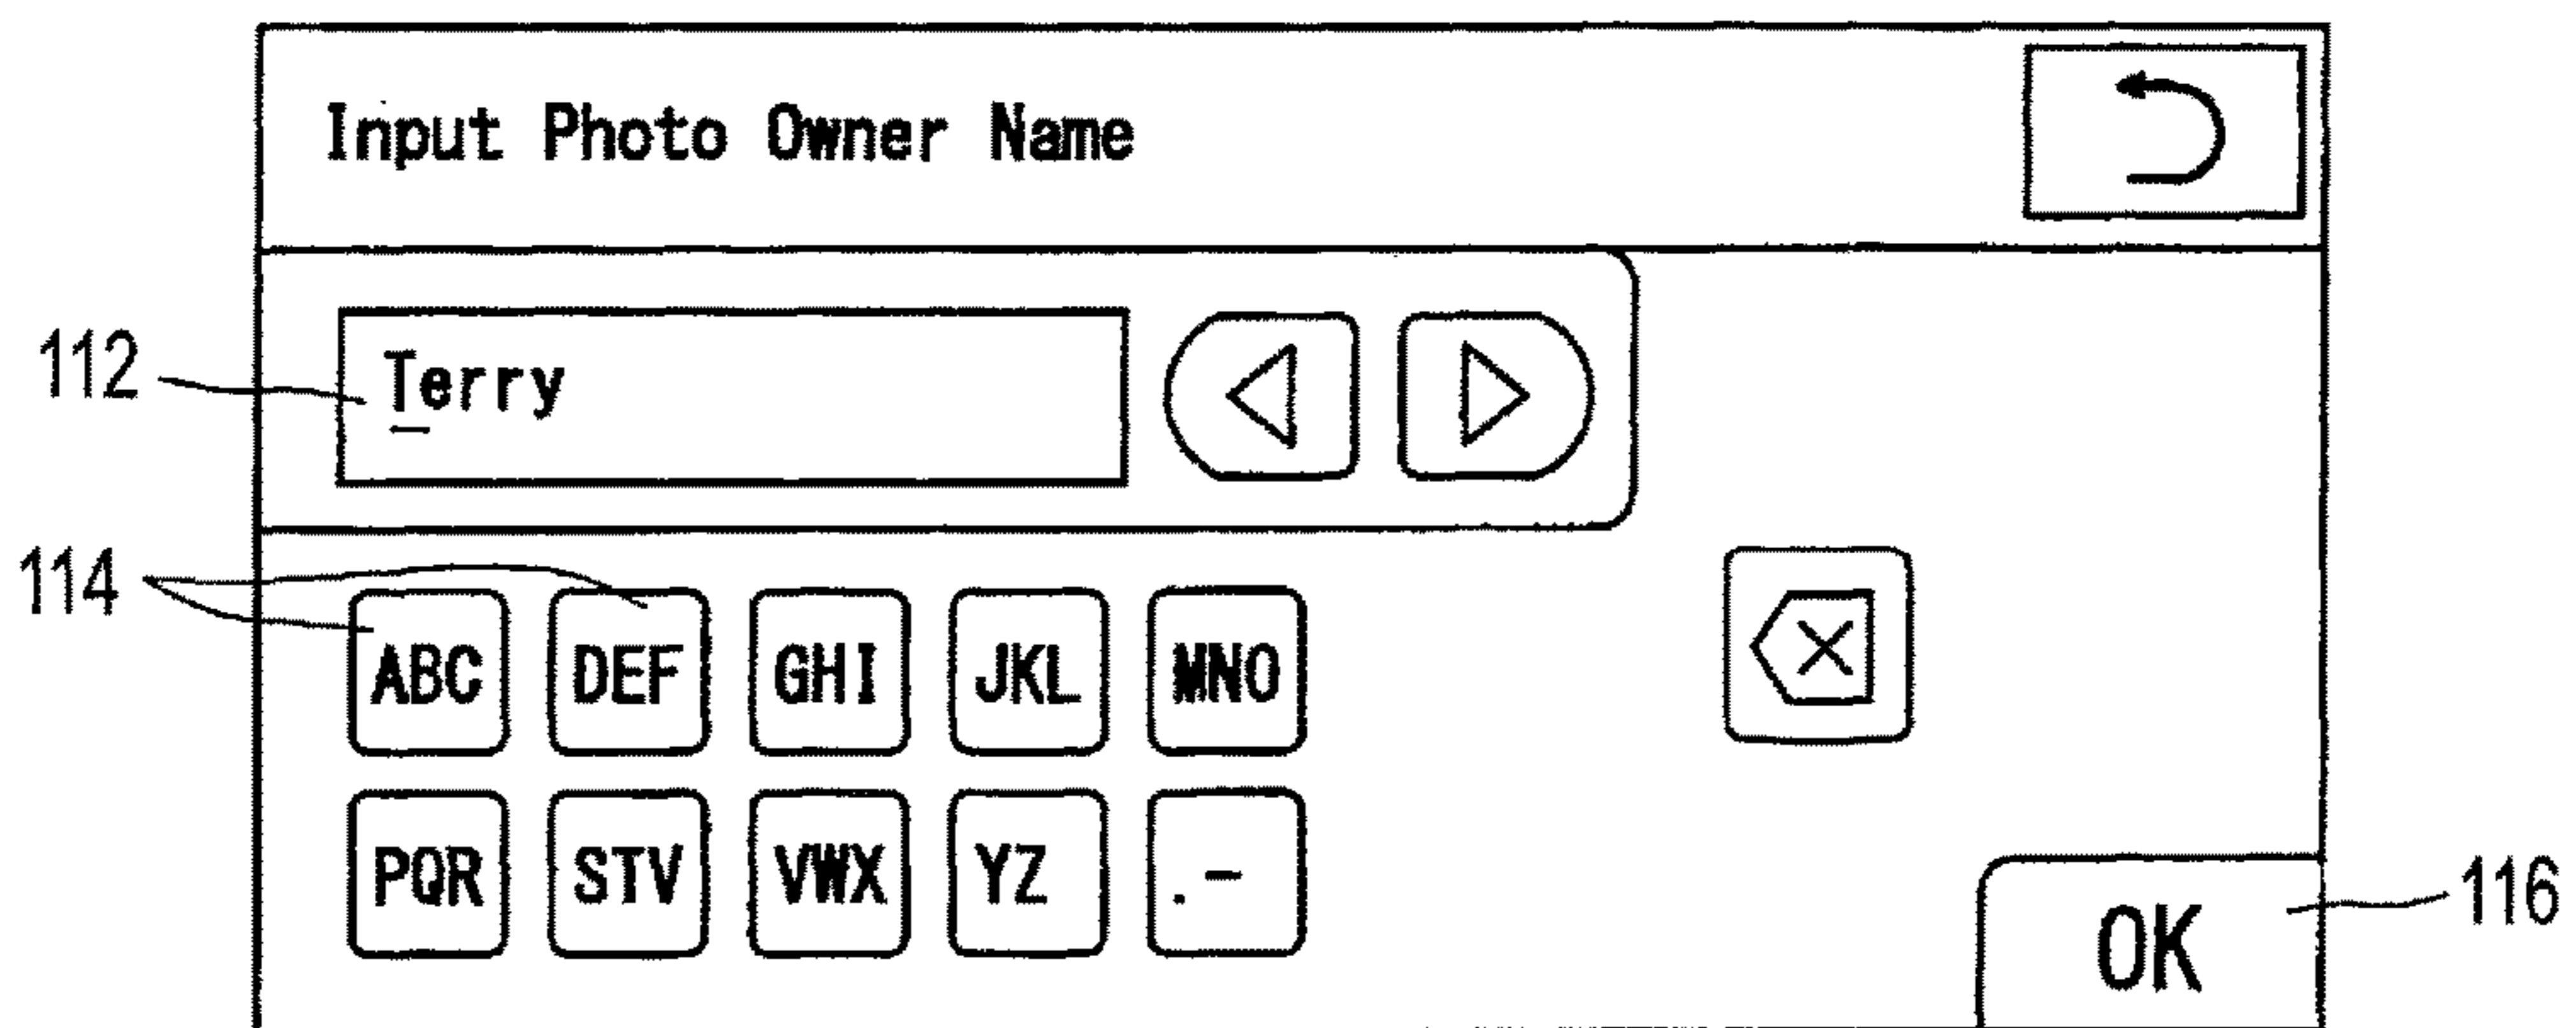 Input Photo Owner Name
112
Terry
114
ABC DEF GHI JKL MNO
PQR STV VWX YZ .-
OK
116